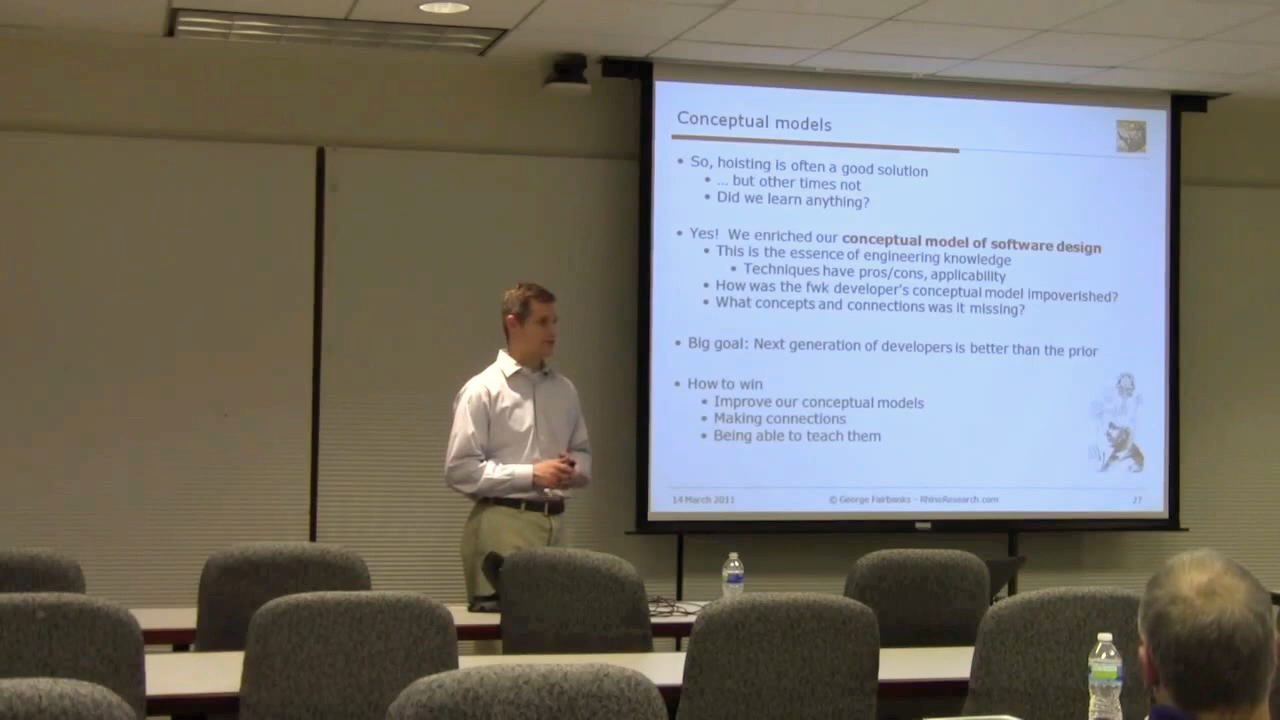 Conceptual models
• So, hoisting is often a good solution
• ... but other times not
• Did we learn anything?
• Yes! We enriched our conceptual model of software design
• This is the essence of engineering knowledge
• Techniques have pros/cons, applicability
• How was the fwk developer's conceptual model impoverished?
• What concepts and connections was it missing?
• Big goal: Next generation of developers is better than the prior
• How to win
• Improve our conceptual models
• Making connections
• Being able to teach them
14 March 2011 © George Fairbanks – RhinoResearch.com 27